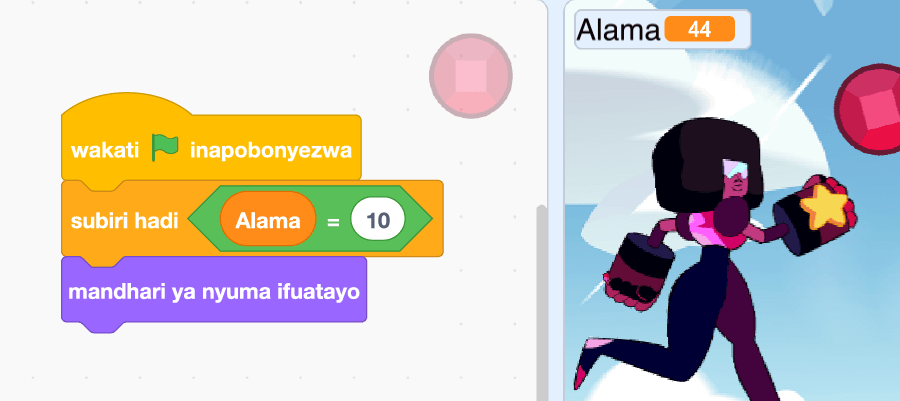 Alama 44
wakati inapobonyezwa
subiri hadi Alama = 10
mandhari ya nyuma ifuatayo